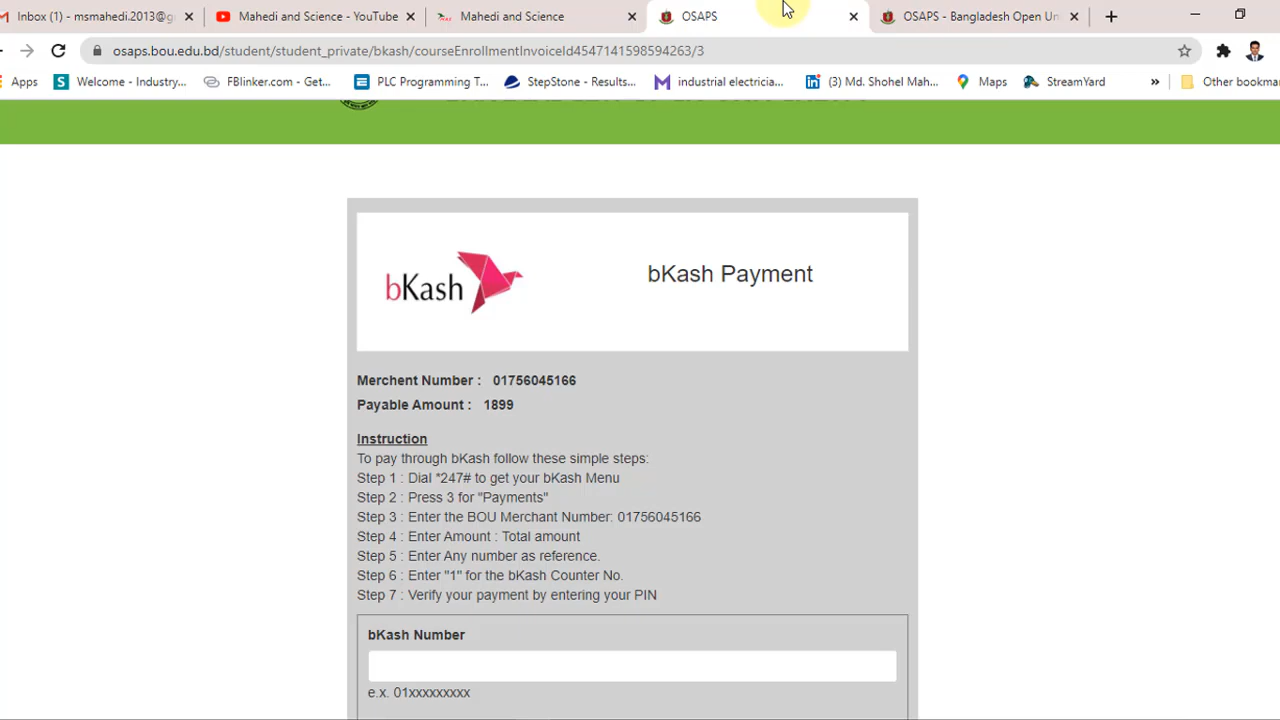 Inbox (1) - msmahedi.2013@g
Mahedi and Science - YouTube
Mahedi and Science
OSAPS
OSAPS - Bangladesh Open Un
osaps.bou.edu.bd/student/student_private/bkash/courseEnrollmentInvoiceId4547141598594263/3
Apps
Welcome - Industry...
FBlinker.com - Get...
PLC Programming T...
StepStone - Results...
industrial electricia...
(3) Md. Shohel Mah...
Maps
StreamYard
»
Other bookma
bKash
bKash Payment
Merchent Number : 01756045166
Payable Amount : 1899
Instruction
To pay through bKash follow these simple steps:
Step 1 : Dial *247# to get your bKash Menu
Step 2 : Press 3 for "Payments"
Step 3 : Enter the BOU Merchant Number: 01756045166
Step 4 : Enter Amount : Total amount
Step 5 : Enter Any number as reference.
Step 6 : Enter "1" for the bKash Counter No.
Step 7 : Verify your payment by entering your PIN
bKash Number
e.x. 01xxxxxxxxx